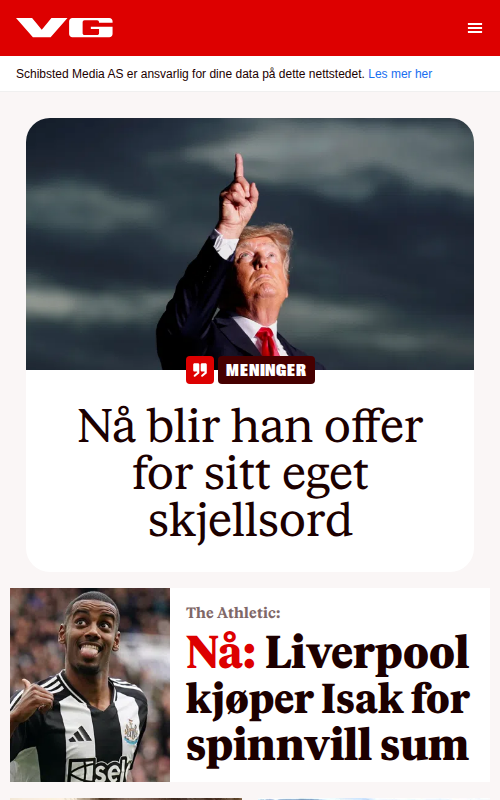 VG
Schibsted Media AS er ansvarlig for dine data på dette nettstedet. Les mer her
MENINGER
Nå blir han offer
for sitt eget
skjellsord
The Athletic:
Nå: Liverpool
kjøper Isak for
spinnvill sum